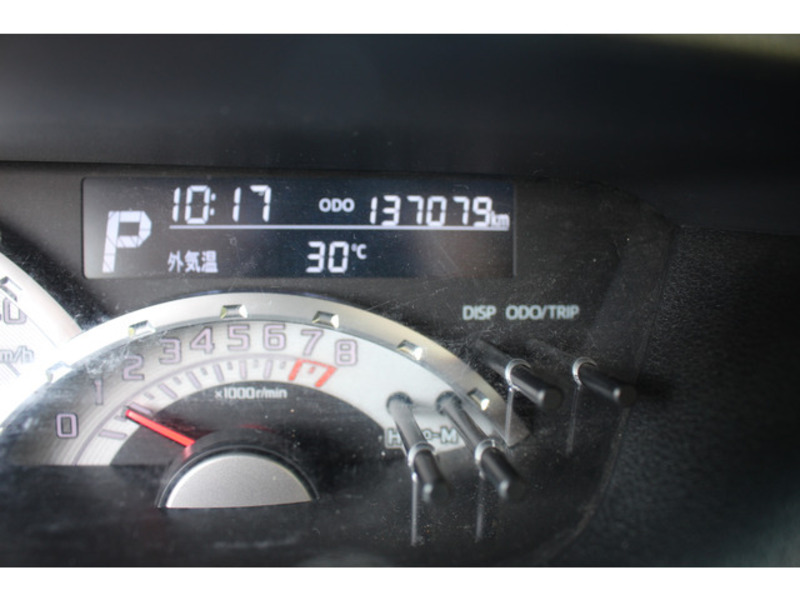 P 10:17 ODO 137079km
外気温 30℃
DISP ODO/TRIP
0 1 2 3 4 5 6 7 8
×1000r/min
km/h